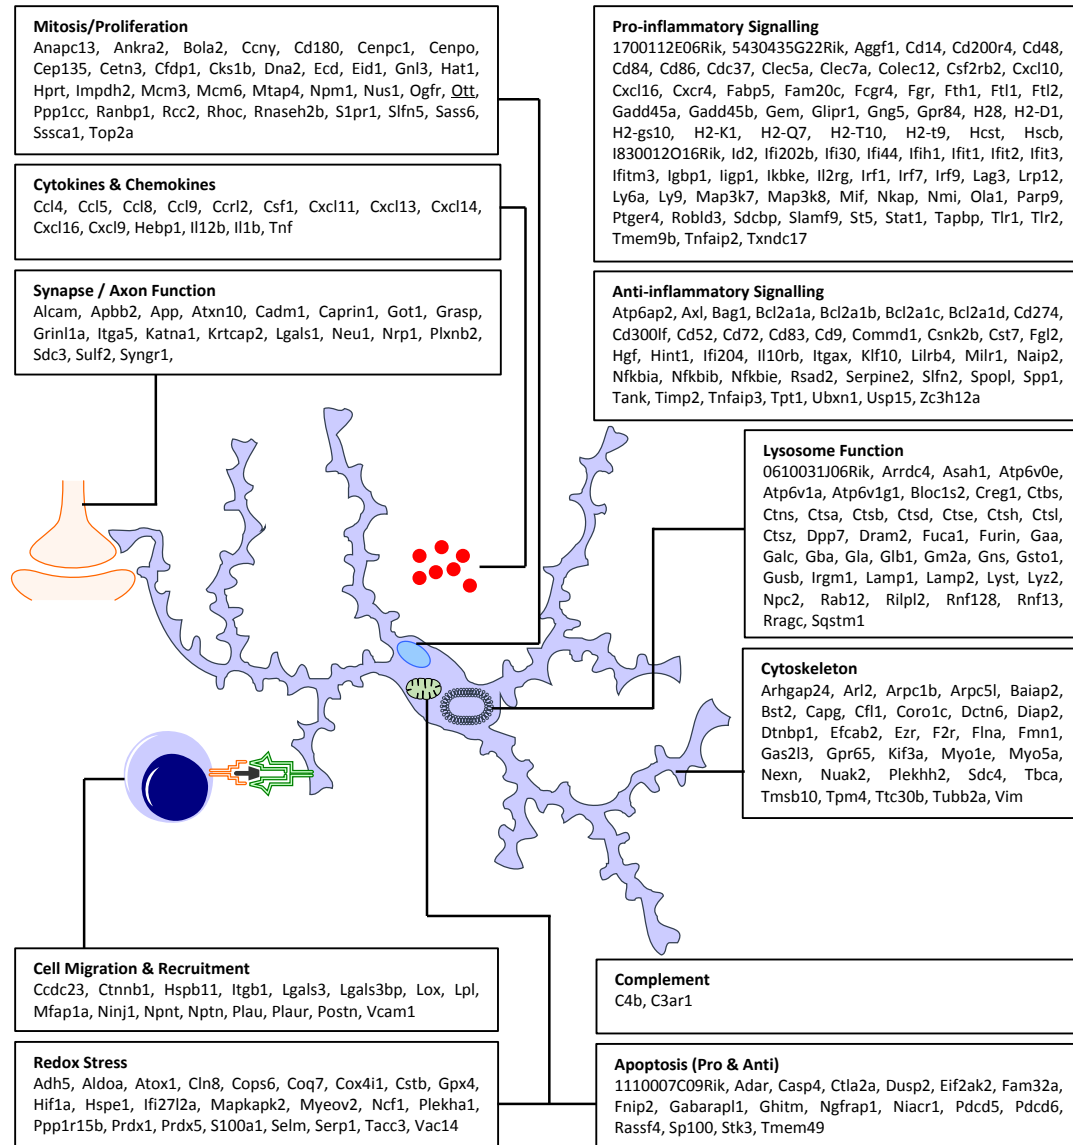 Mitosis/Proliferation
Anapc13, Ankra2, Bola2, Ccny, Cd180, Cenpc1, Cenpo,
Cep135, Cetn3, Cfdp1, Cks1b, Dna2, Ecd, Eid1, Gnl3, Hat1,
Hprt, Impdh2, Mcm3, Mcm6, Mtap4, Npm1, Nus1, Ogfr, Ott,
Ppp1cc, Ranbp1, Rcc2, Rhoc, Rnaseh2b, S1pr1, Slfn5, Sass6,
Sssca1, Top2a
Cytokines & Chemokines
Ccl4, Ccl5, Ccl8, Ccl9, Ccrl2, Csf1, Cxcl11, Cxcl13, Cxcl14,
Cxcl16, Cxcl9, Hebp1, Il12b, Il1b, Tnf
Synapse / Axon Function
Alcam, Apbb2, App, Atxn10, Cadm1, Caprin1, Got1, Grasp,
Grinl1a, Itga5, Katna1, Krtcap2, Lgals1, Neu1, Nrp1, Plxnb2,
Sdc3, Sulf2, Syngr1,
Pro-inflammatory Signalling
1700112E06Rik, 5430435G22Rik, Aggf1, Cd14, Cd200r4, Cd48,
Cd84, Cd86, Cdc37, Clec5a, Clec7a, Colec12, Csf2rb2, Cxcl10,
Cxcl16, Cxcr4, Fabp5, Fam20c, Fcgr4, Fgr, Fth1, Ftl1, Ftl2,
Gadd45a, Gadd45b, Gem, Glipr1, Gng5, Gpr84, H28, H2-D1,
H2-gs10, H2-K1, H2-Q7, H2-T10, H2-t9, Hcst, Hscb,
I830012O16Rik, Id2, Ifi202b, Ifi30, Ifi44, Ifih1, Ifit1, Ifit2, Ifit3,
Ifitm3, Igbp1, Iigp1, Ikbke, Il2rg, Irf1, Irf7, Irf9, Lag3, Lrp12,
Ly6a, Ly9, Map3k7, Map3k8, Mif, Nkap, Nmi, Ola1, Parp9,
Ptger4, Robld3, Sdcbp, Slamf9, St5, Stat1, Tapbp, Tlr1, Tlr2,
Tmem9b, Tnfaip2, Txndc17
Anti-inflammatory Signalling
Atp6ap2, Axl, Bag1, Bcl2a1a, Bcl2a1b, Bcl2a1c, Bcl2a1d, Cd274,
Cd300lf, Cd52, Cd72, Cd83, Cd9, Commd1, Csnk2b, Cst7, Fgl2,
Hgf, Hint1, Ifi204, Il10rb, Itgax, Klf10, Lilrb4, Milr1, Naip2,
Nfkbia, Nfkbib, Nfkbie, Rsad2, Serpine2, Slfn2, Spopl, Spp1,
Tank, Timp2, Tnfaip3, Tpt1, Ubxn1, Usp15, Zc3h12a
Lysosome Function
0610031J06Rik, Arrdc4, Asah1, Atp6v0e,
Atp6v1a, Atp6v1g1, Bloc1s2, Creg1, Ctbs,
Ctns, Ctsa, Ctsb, Ctsd, Ctse, Ctsh, Ctsl,
Ctsz, Dpp7, Dram2, Fuca1, Furin, Gaa,
Galc, Gba, Gla, Glb1, Gm2a, Gns, Gsto1,
Gusb, Irgm1, Lamp1, Lamp2, Lyst, Lyz2,
Npc2, Rab12, Rilpl2, Rnf128, Rnf13,
Rragc, Sqstm1
Cytoskeleton
Arhgap24, Arl2, Arpc1b, Arpc5l, Baiap2,
Bst2, Capg, Cfl1, Coro1c, Dctn6, Diap2,
Dtnbp1, Efcab2, Ezr, F2r, Flna, Fmn1,
Gas2l3, Gpr65, Kif3a, Myo1e, Myo5a,
Nexn, Nuak2, Plekhh2, Sdc4, Tbca,
Tmsb10, Tpm4, Ttc30b, Tubb2a, Vim
Cell Migration & Recruitment
Ccdc23, Ctnnb1, Hspb11, Itgb1, Lgals3, Lgals3bp, Lox, Lpl,
Mfap1a, Ninj1, Npnt, Nptn, Plau, Plaur, Postn, Vcam1
Redox Stress
Adh5, Aldoa, Atox1, Cln8, Cops6, Coq7, Cox4i1, Cstb, Gpx4,
Hif1a, Hspe1, Ifi27l2a, Mapkapk2, Myeov2, Ncf1, Plekha1,
Ppp1r15b, Prdx1, Prdx5, S100a1, Selm, Serp1, Tacc3, Vac14
Complement
C4b, C3ar1
Apoptosis (Pro & Anti)
1110007C09Rik, Adar, Casp4, Ctla2a, Dusp2, Eif2ak2, Fam32a,
Fnip2, Gabarapl1, Ghitm, Ngfrap1, Niacr1, Pdcd5, Pdcd6,
Rassf4, Sp100, Stk3, Tmem49